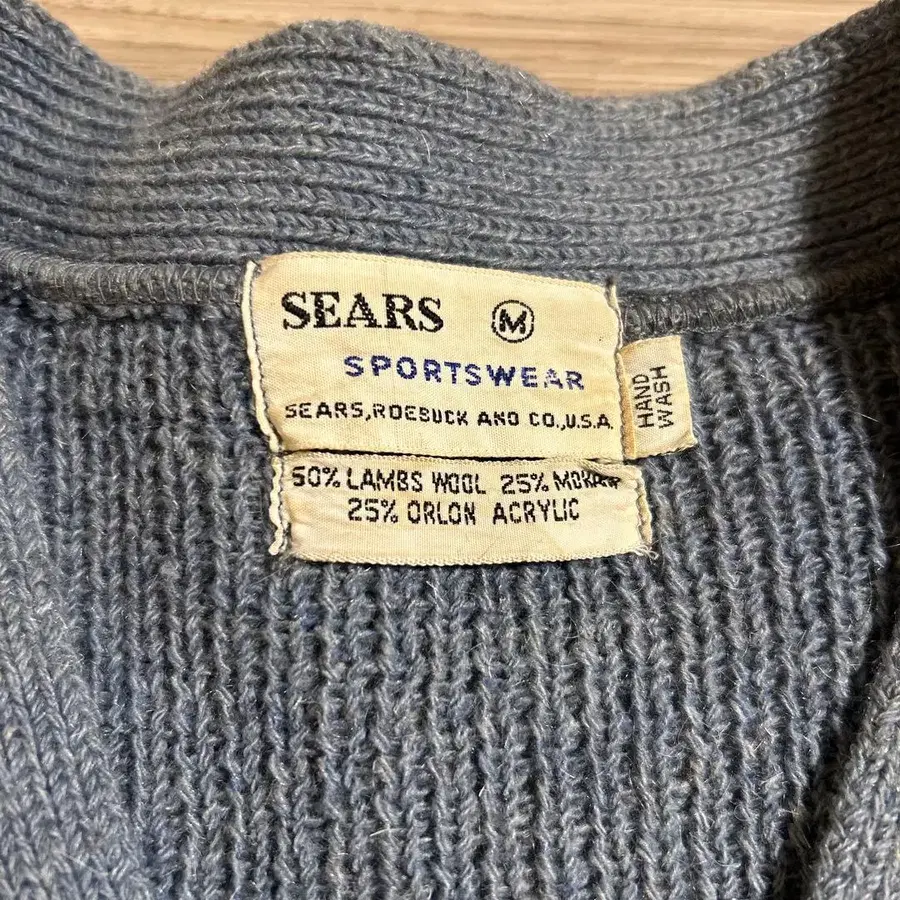 SEARS M
SPORTSWEAR
SEARS,ROEBUCK AND CO.,U.S.A.
HAND
WASH
50% LAMBS WOOL 25% MOHAIR
25% ORLON ACRYLIC